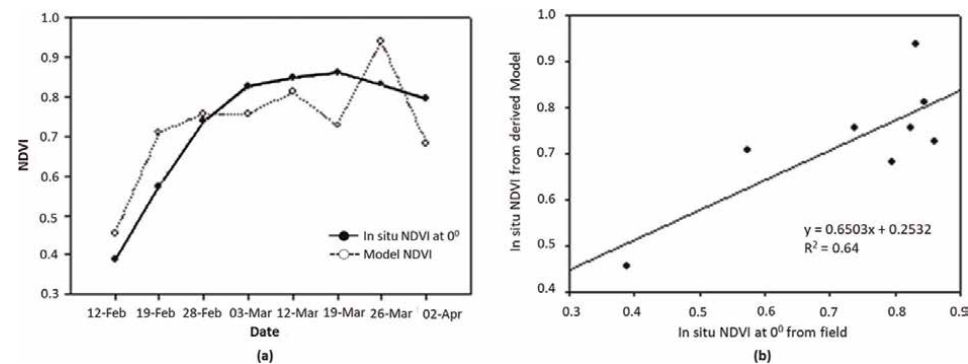 1.0
0.9
0.8
0.7
0.6
0.5
0.4
0.3
NDVI
12-Feb 19-Feb 28-Feb 03-Mar 12-Mar 19-Mar 26-Mar 02-Apr
Date
In situ NDVI at 0⁰
Model NDVI
(a)
1.0
0.9
0.8
0.7
0.6
0.5
0.4
In situ NDVI from derived Model
y = 0.6503x + 0.2532
R² = 0.64
0.3 0.4 0.5 0.6 0.7 0.8 0.9
In situ NDVI at 0⁰ from field
(b)